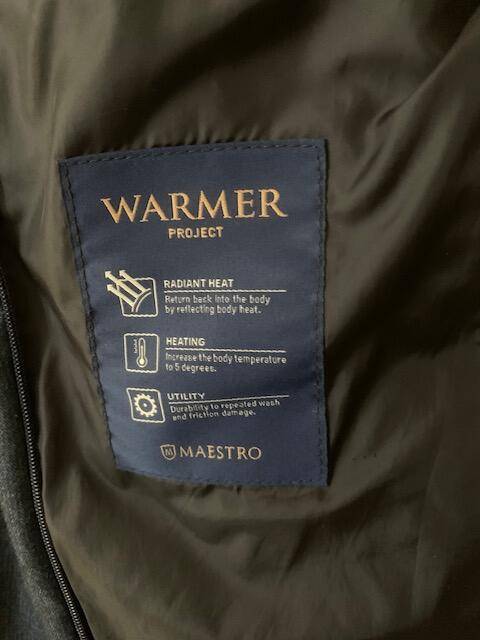 WARMER
PROJECT
RADIANT HEAT
Return back into the body
by reflecting body heat.
HEATING
Increase the body temperature
to 5 degrees.
UTILITY
Durability to repeated wash
and friction damage.
M MAESTRO